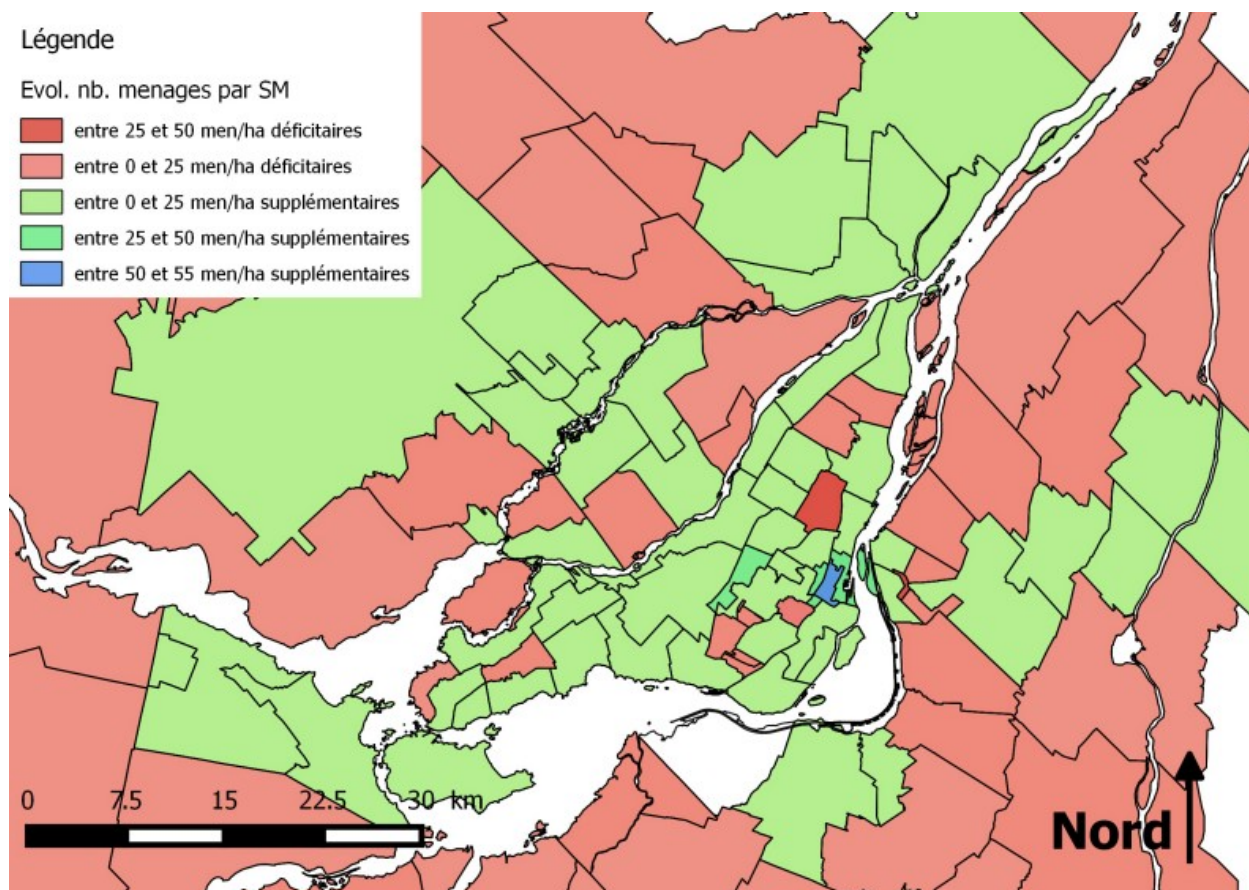 Légende
Evol. nb. menages par SM
entre 25 et 50 men/ha déficitaires
entre 0 et 25 men/ha déficitaires
entre 0 et 25 men/ha supplémentaires
entre 25 et 50 men/ha supplémentaires
entre 50 et 55 men/ha supplémentaires
0 7.5 15 22.5 30 km
Nord